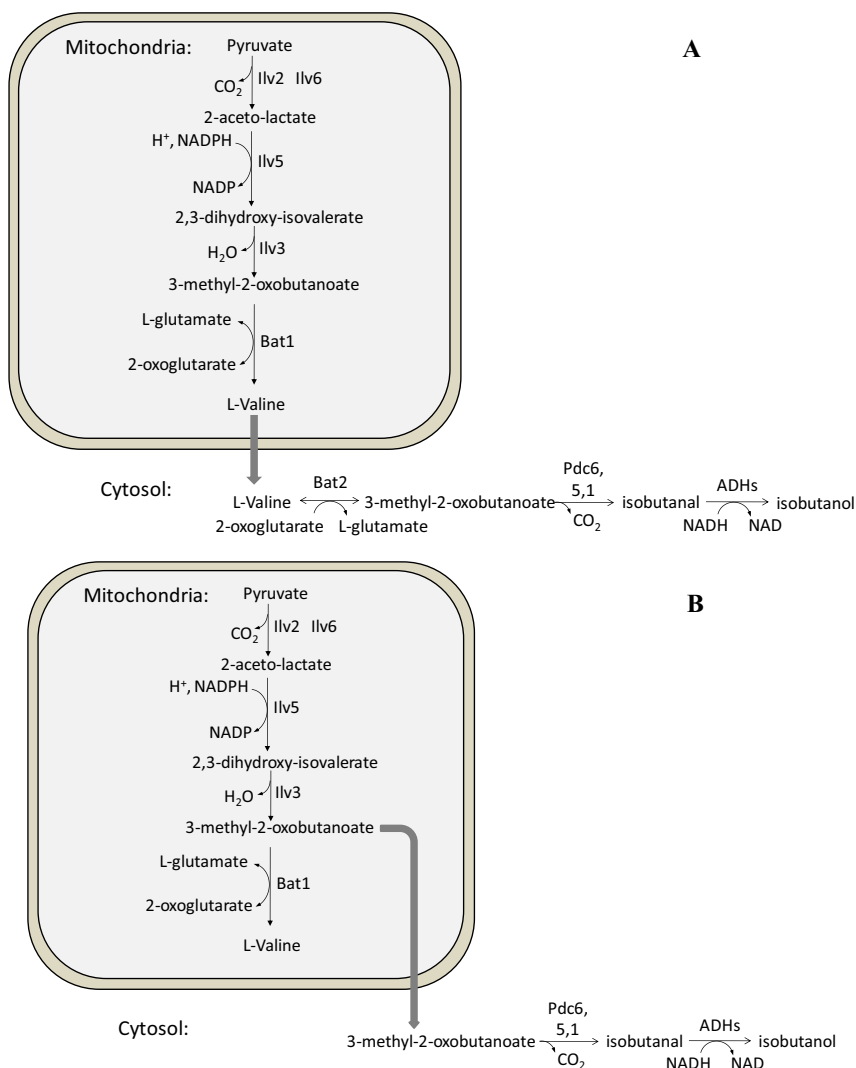 Mitochondria:
A
Pyruvate
Ilv2 Ilv6
CO2
2-aceto-lactate
H+, NADPH
Ilv5
NADP
2,3-dihydroxy-isovalerate
H2O
Ilv3
3-methyl-2-oxobutanoate
L-glutamate
Bat1
2-oxoglutarate
L-Valine
Cytosol:
Bat2
Pdc6,
5,1
ADHs
L-Valine
3-methyl-2-oxobutanoate
isobutanal
isobutanol
2-oxoglutarate
L-glutamate
CO2
NADH
NAD
Mitochondria:
B
Pyruvate
Ilv2 Ilv6
CO2
2-aceto-lactate
H+, NADPH
Ilv5
NADP
2,3-dihydroxy-isovalerate
H2O
Ilv3
3-methyl-2-oxobutanoate
L-glutamate
Bat1
2-oxoglutarate
L-Valine
Cytosol:
Pdc6,
5,1
ADHs
3-methyl-2-oxobutanoate
isobutanal
isobutanol
CO2
NADH
NAD